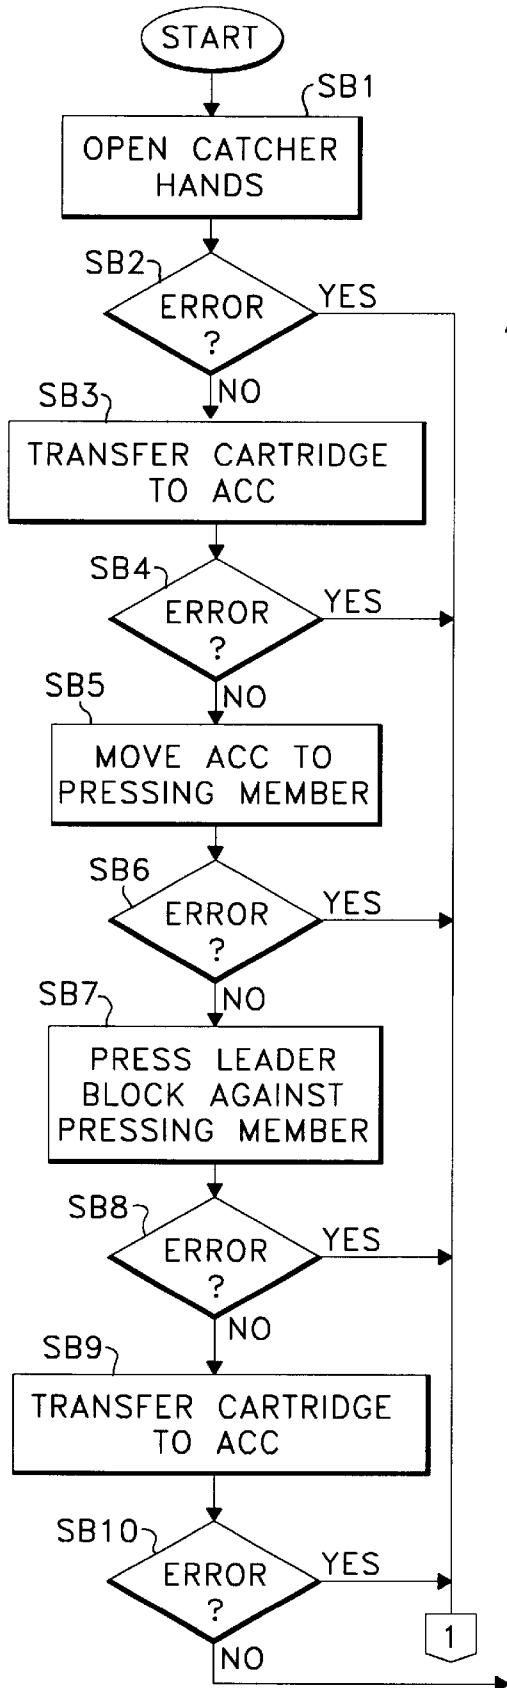 START
SB1
OPEN CATCHER
HANDS
SB2
ERROR
?
YES
NO
SB3
TRANSFER CARTRIDGE
TO ACC
SB4
ERROR
?
YES
NO
SB5
MOVE ACC TO
PRESSING MEMBER
SB6
ERROR
?
YES
NO
SB7
PRESS LEADER
BLOCK AGAINST
PRESSING MEMBER
SB8
ERROR
?
YES
NO
SB9
TRANSFER CARTRIDGE
TO ACC
SB10
ERROR
?
YES
NO
1